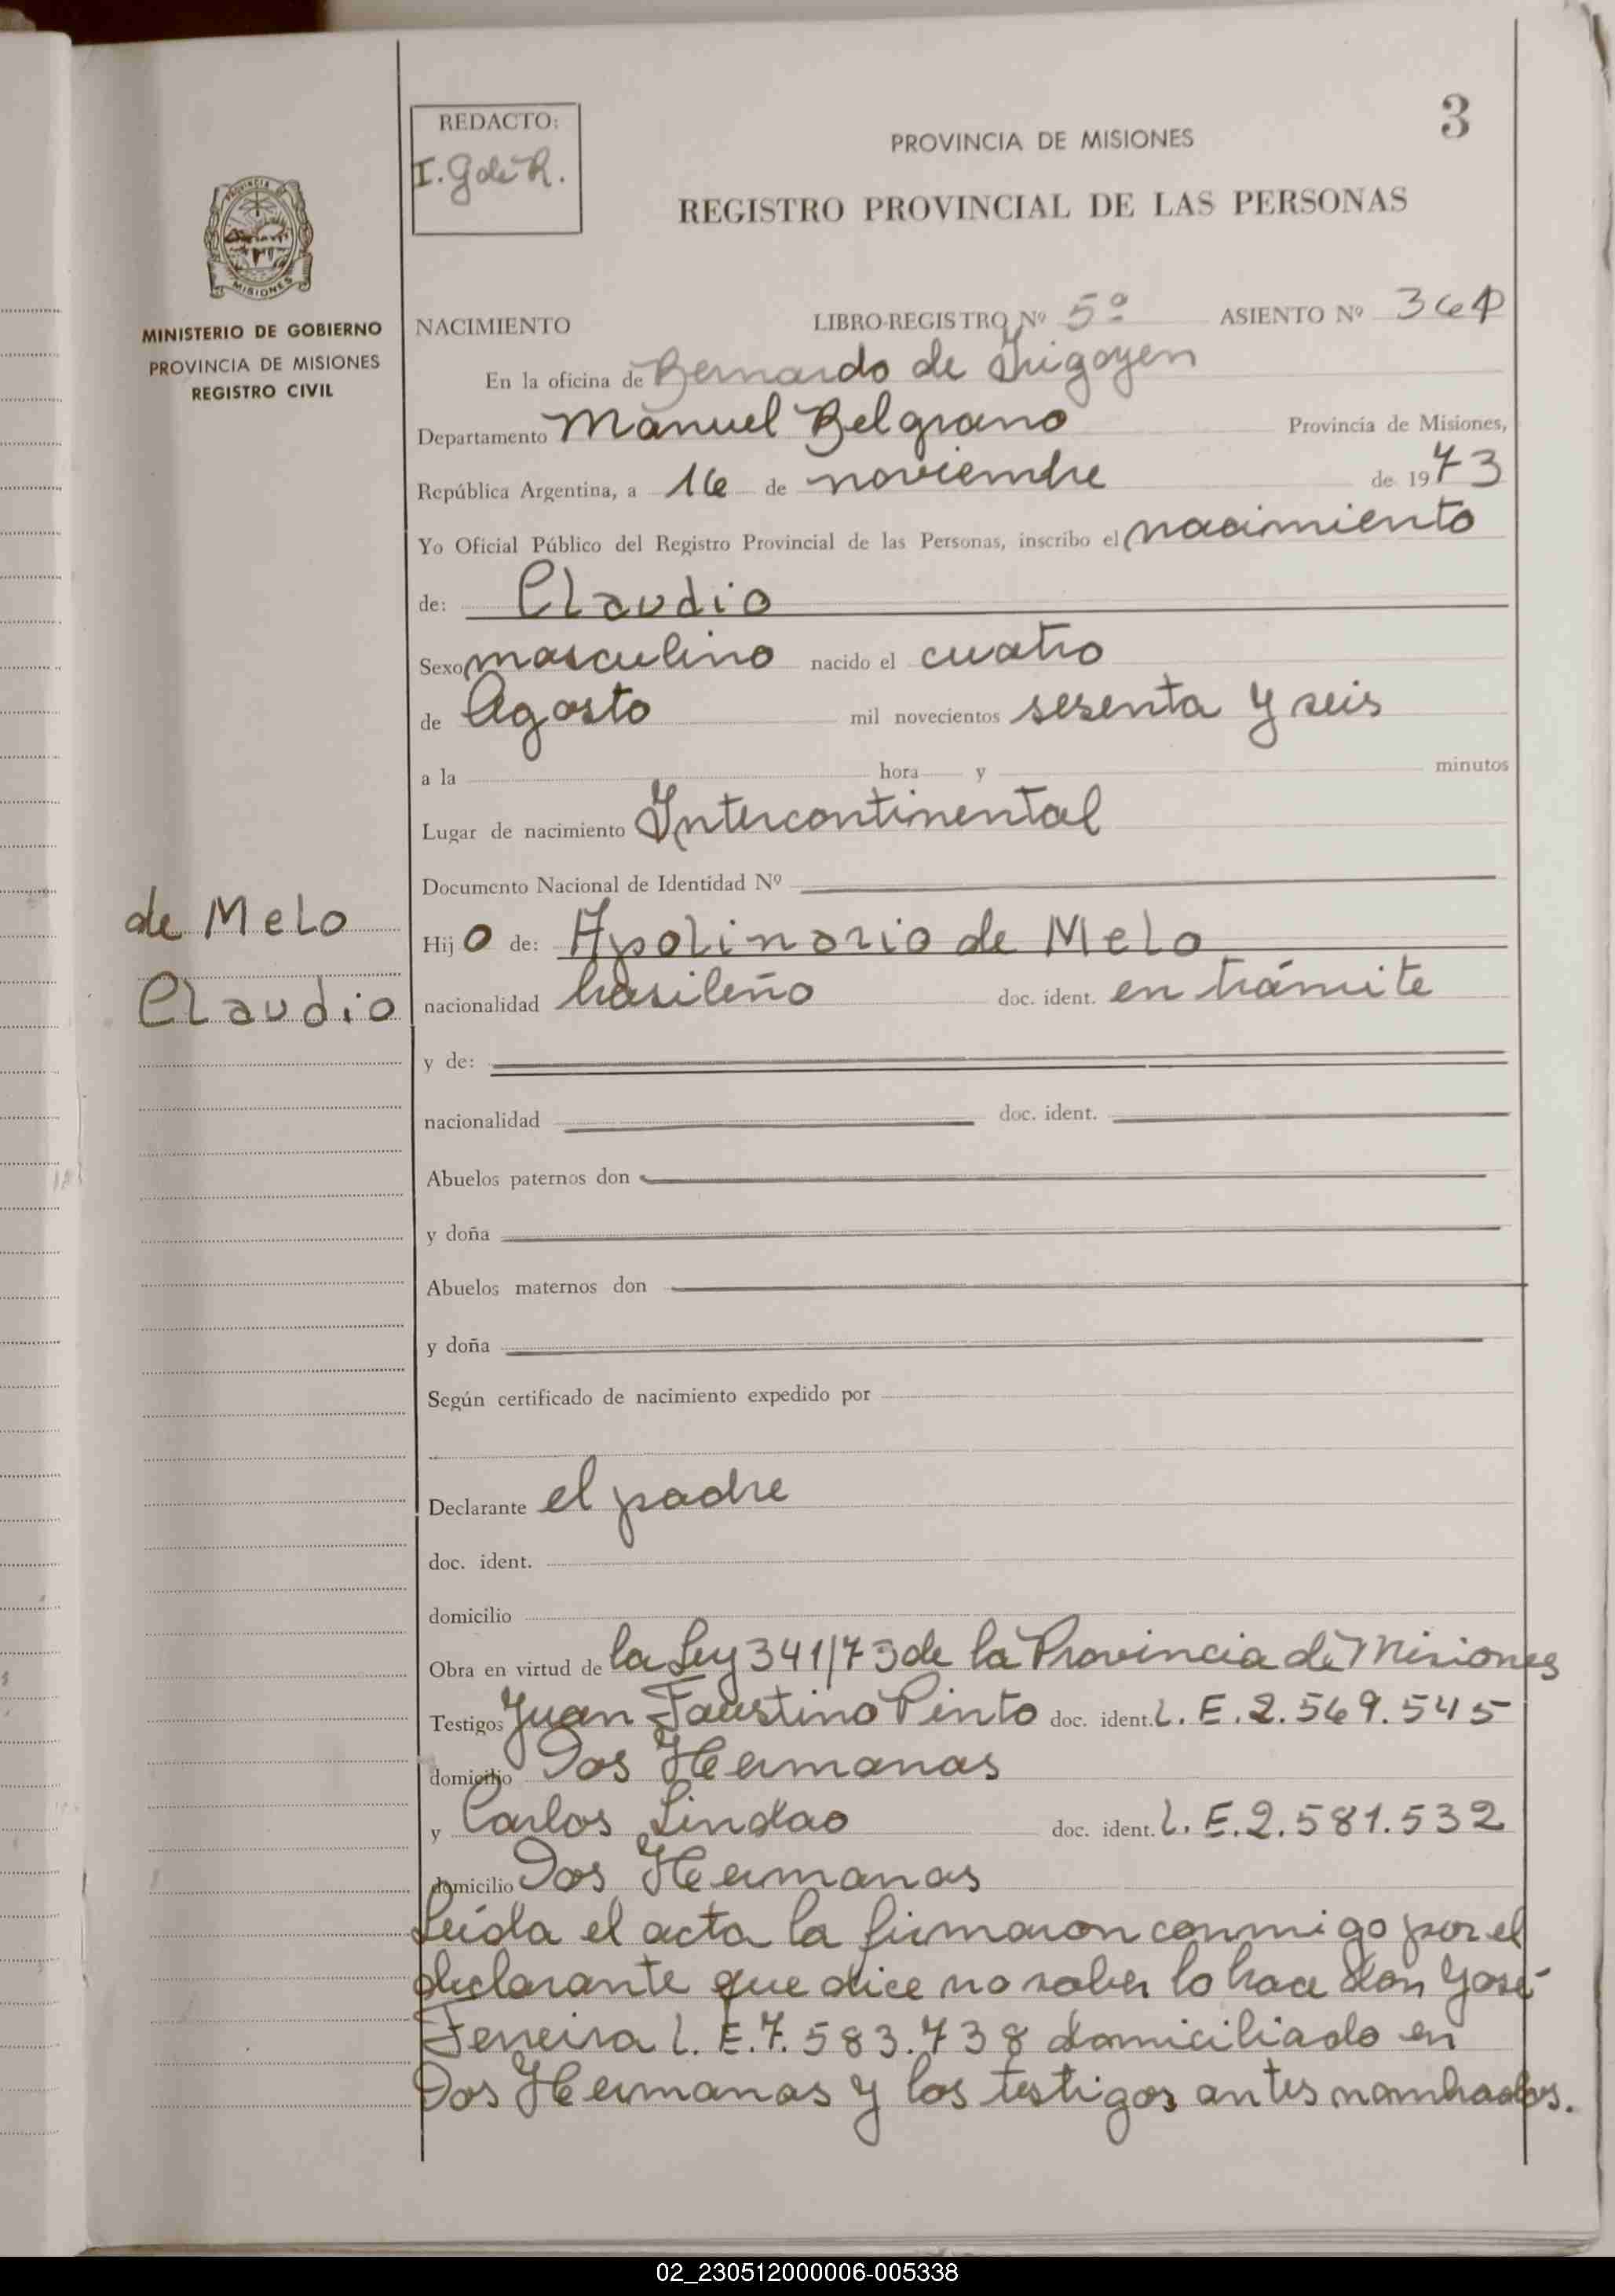 3
REDACTO:
I. G de R.
PROVINCIA DE MISIONES
REGISTRO PROVINCIAL DE LAS PERSONAS
MISIONES
MINISTERIO DE GOBIERNO
PROVINCIA DE MISIONES
REGISTRO CIVIL
NACIMIENTO LIBRO-REGISTRO Nº 5º ASIENTO Nº
En la oficina de Bernardo de Irigoyen
Departamento Manuel Belgrano Provincia de Misiones,
República Argentina, a 16 de noviembre de 1973
Yo Oficial Público del Registro Provincial de las Personas, inscribo el nacimiento
de: Claudio
Sexo masculino nacido el cuatro
de Agosto mil novecientos sesenta y seis
a la hora y minutos
Lugar de nacimiento Intercontinental
Documento Nacional de Identidad Nº
de Melo
Claudio
Hijo de: Apolinario de Melo
nacionalidad brasileño doc. ident. en trámite
y de:
nacionalidad doc. ident.
Abuelos paternos don
y doña
Abuelos maternos don
y doña
Según certificado de nacimiento expedido por
Declarante el padre
doc. ident.
domicilio
Obra en virtud de la Ley 341/73 de la Provincia de Misiones
Testigos Juan Faustino Pinto doc. ident. L. E. 2.569.545
domicilio Dos Hermanas
y Carlos Lindao doc. ident. L. E. 2.581.532
domicilio Dos Hermanas
Leída el acta la firmaron conmigo por el
declarante que dice no saber lo hace don José
Ferreira L. E. 7.583.738 domiciliado en
Dos Hermanas y los testigos antes nombrados.
02_230512000006-005338